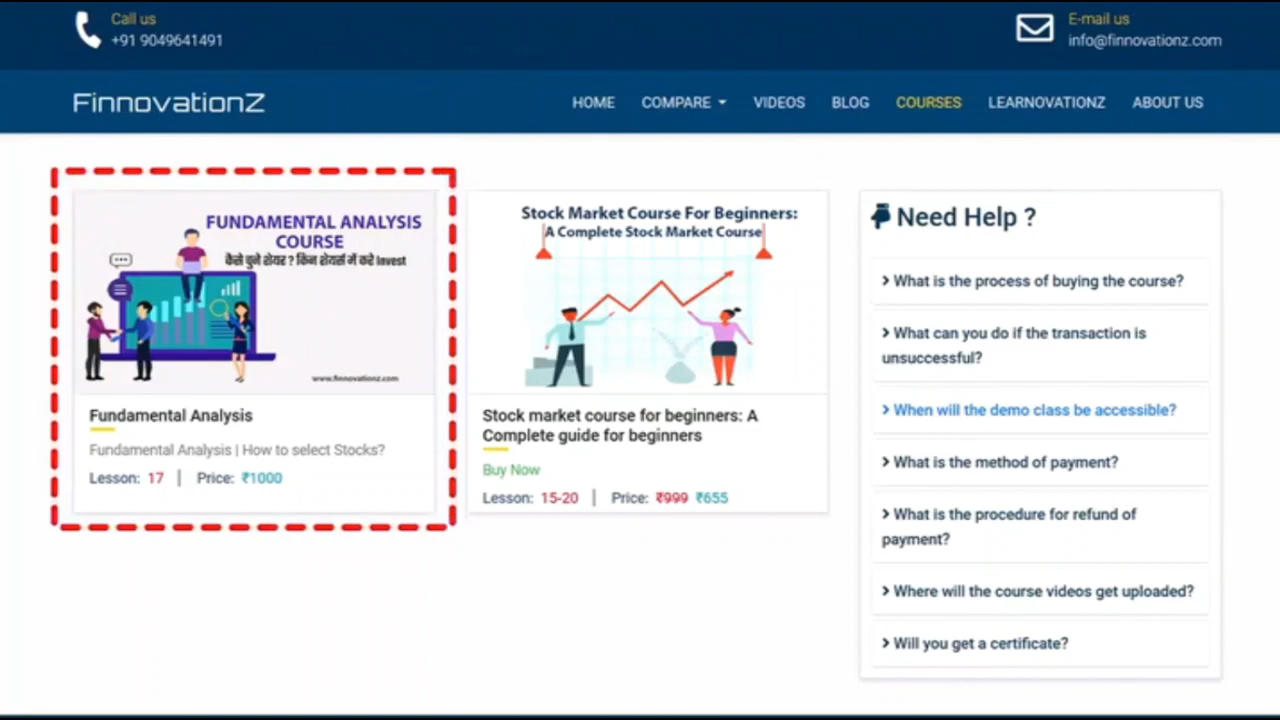 Call us
+91 9049641491
E-mail us
info@finnovationz.com
FinnovationZ
HOME
COMPARE
VIDEOS
BLOG
COURSES
LEARNOVATIONZ
ABOUT US
FUNDAMENTAL ANALYSIS
COURSE
कैसे चुने शेयर ? किन शेयर्स में करे Invest
www.finnovationz.com
Fundamental Analysis
Fundamental Analysis | How to select Stocks?
Lesson: 17 | Price: ₹1000
Stock Market Course For Beginners:
A Complete Stock Market Course
Stock market course for beginners: A
Complete guide for beginners
Buy Now
Lesson: 15-20 | Price: ₹999 ₹655
Need Help ?
What is the process of buying the course?
What can you do if the transaction is
unsuccessful?
When will the demo class be accessible?
What is the method of payment?
What is the procedure for refund of
payment?
Where will the course videos get uploaded?
Will you get a certificate?